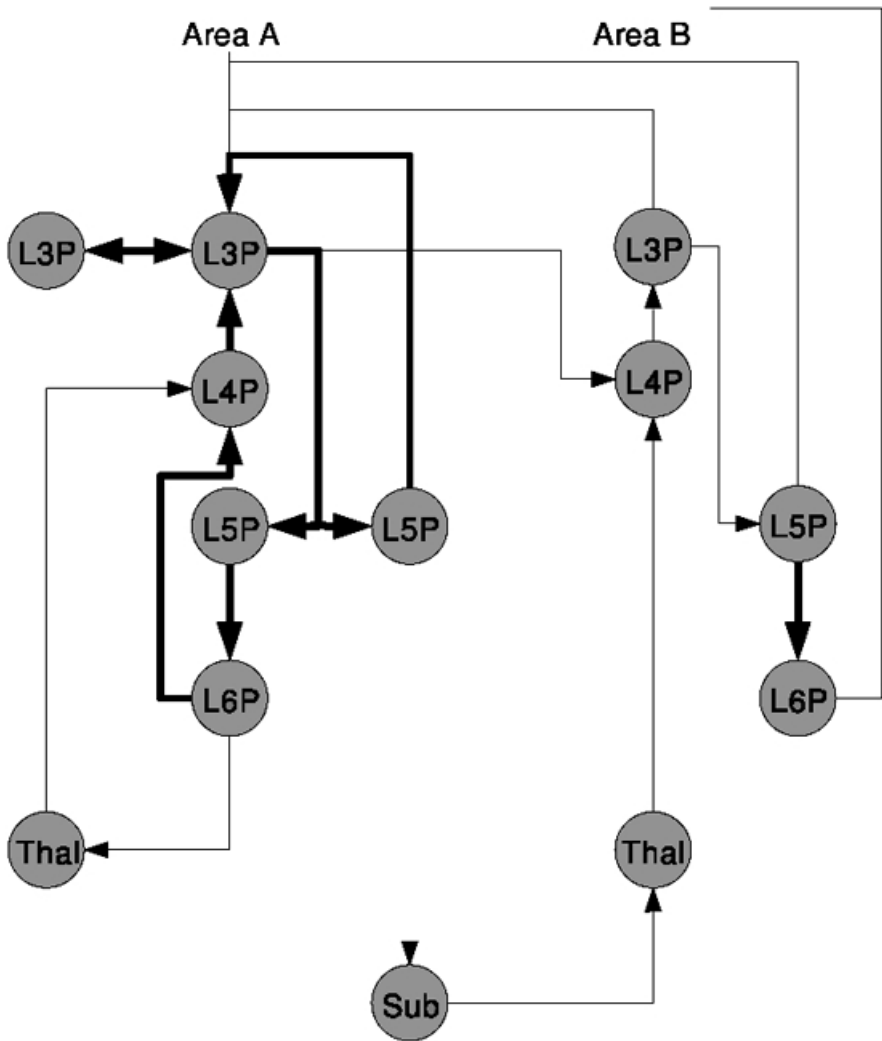 Area A Area B
L3P L3P L3P
L4P L4P
L5P L5P L5P
L6P L6P
Thal Thal
Sub